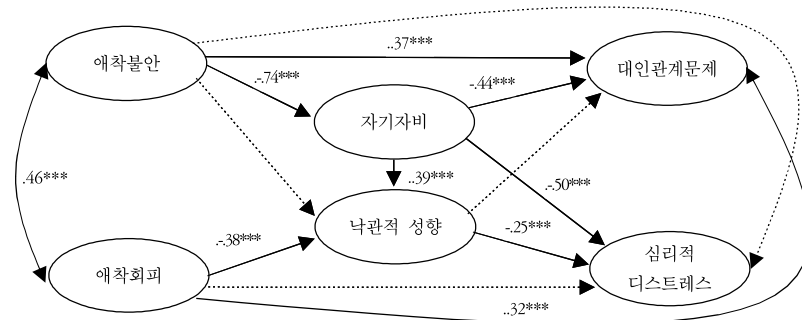 애착불안
..37***
대인관계문제
.-74***
-.44***
자기자비
.46***
..39***
.-50***
낙관적 성향
-.38***
-.25***
심리적
디스트레스
애착회피
..32***